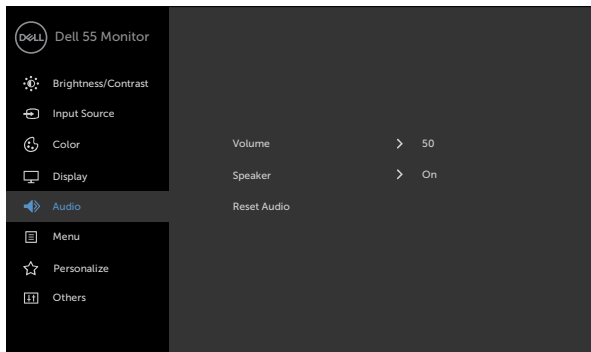 DELL Dell 55 Monitor
Brightness/Contrast
Input Source
Color
Volume 50
Display
Speaker On
Audio
Reset Audio
Menu
Personalize
Others